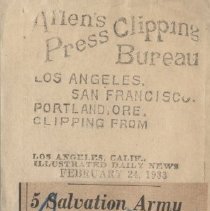 Allen's Clipping
Press Bureau
LOS ANGELES,
SAN FRANCISCO,
PORTLAND, ORE.
CLIPPING FROM
LOS ANGELES, CALIF.
ILLUSTRATED DAILY NEWS
FEBRUARY 24, 1933
5 Salvation Army